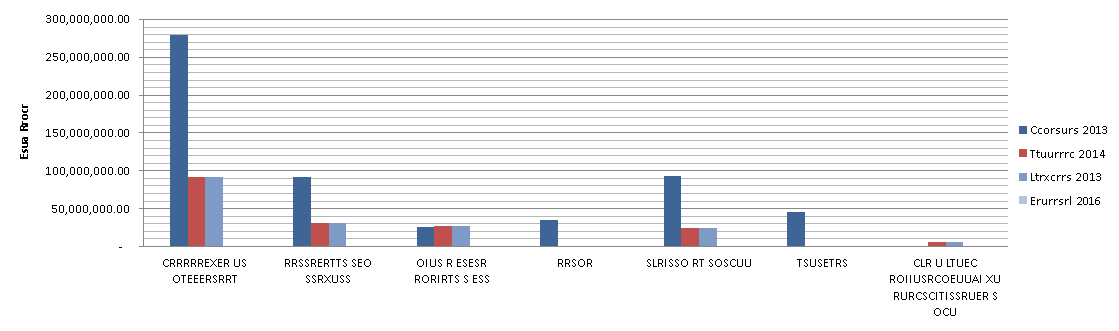 300,000,000.00
250,000,000.00
200,000,000.00
150,000,000.00
100,000,000.00
50,000,000.00
-
Esua Rrocr
CRRRRREXER US
OTEEERSRRT
RRSSRERTTS SEO
SSRXUSS
OIUS R ESESR
RORIRTS S ESS
RRSOR
SLRISSO RT SOSCUU
TSUSETRS
CLR U LTUEC
ROIIUSRCOEUUAI XU
RURCSCITISSRUER S
OCU
Ccorsurs 2013
Ttuurrrc 2014
Ltrxcrrs 2013
Erurrsrl 2016